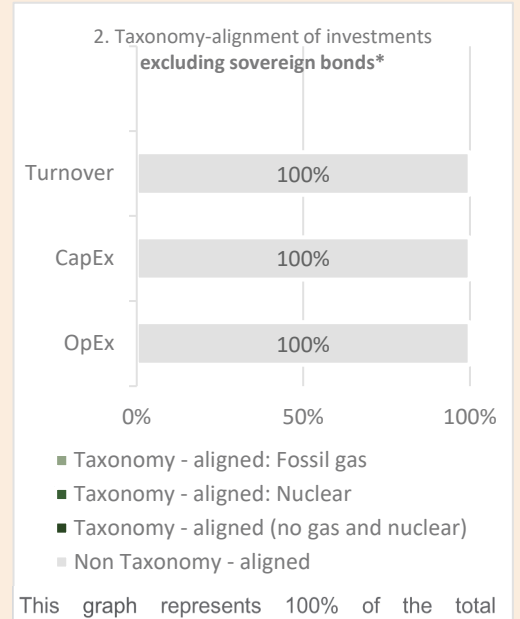 2. Taxonomy-alignment of investments
excluding sovereign bonds*
Turnover 100%
CapEx 100%
OpEx 100%
0% 50% 100%
Taxonomy - aligned: Fossil gas
Taxonomy - aligned: Nuclear
Taxonomy - aligned (no gas and nuclear)
Non Taxonomy - aligned
This graph represents 100% of the total